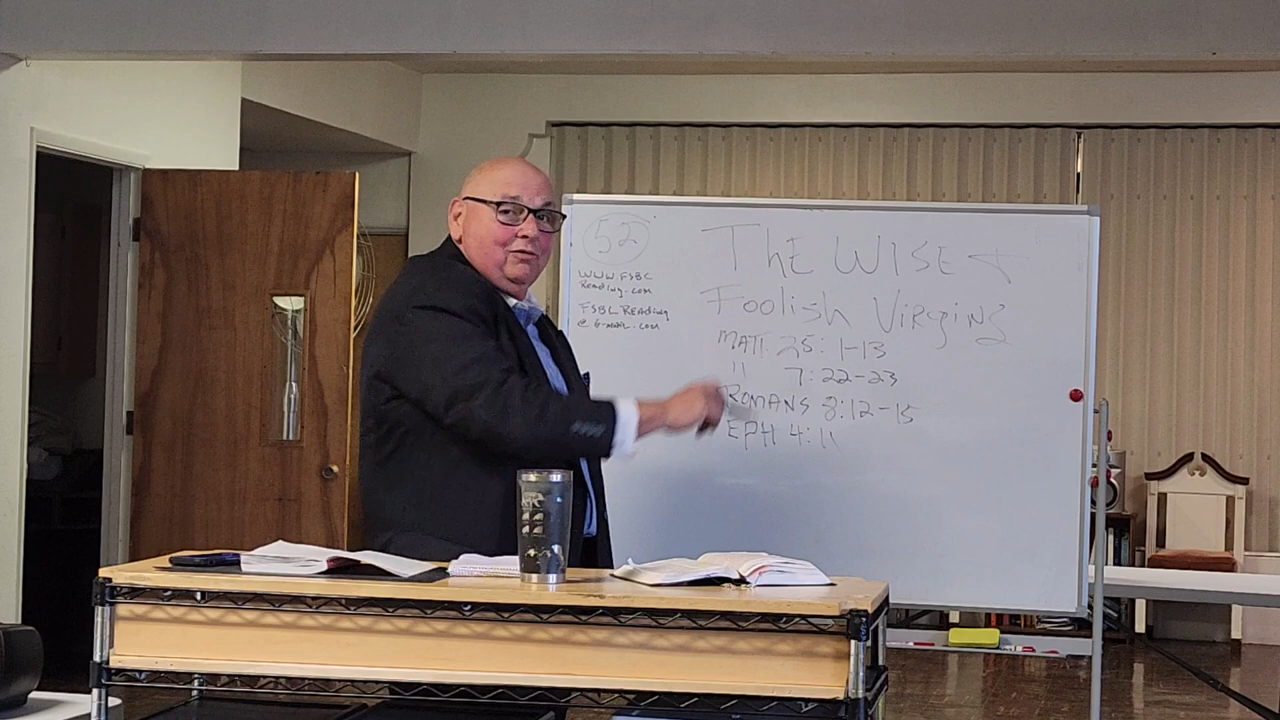 52
www.FSBC
Reading.com
FSBCReading
@G-mail.com
The WISE +
Foolish VIRGINS
MATT 25:1-13
" 7:22-23
ROMANS 8:12-15
EPH 4:11